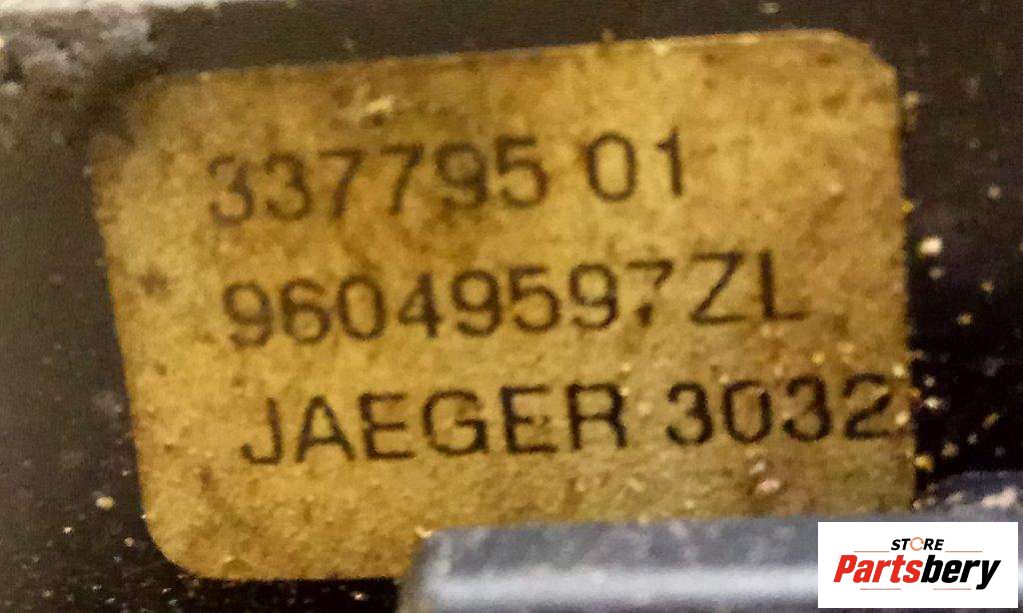 337795 01
96049597ZL
JAEGER 3032
STORE
Partsbery